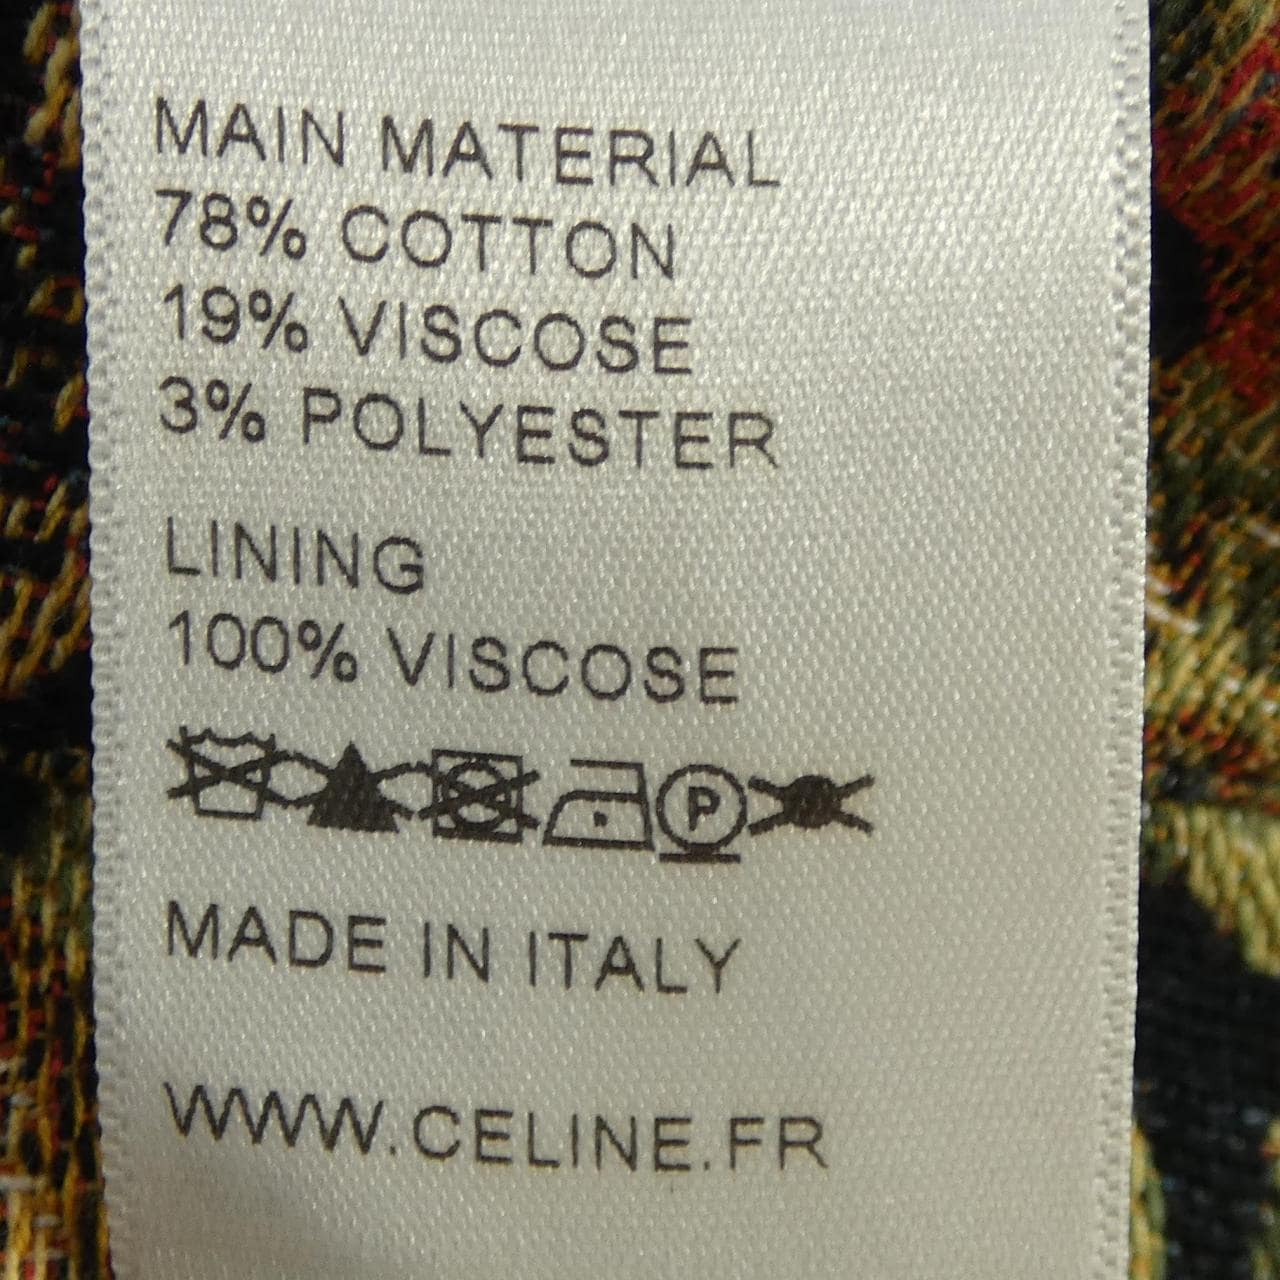 MAIN MATERIAL
78% COTTON
19% VISCOSE
3% POLYESTER
LINING
100% VISCOSE
P
MADE IN ITALY
WWW.CELINE.FR